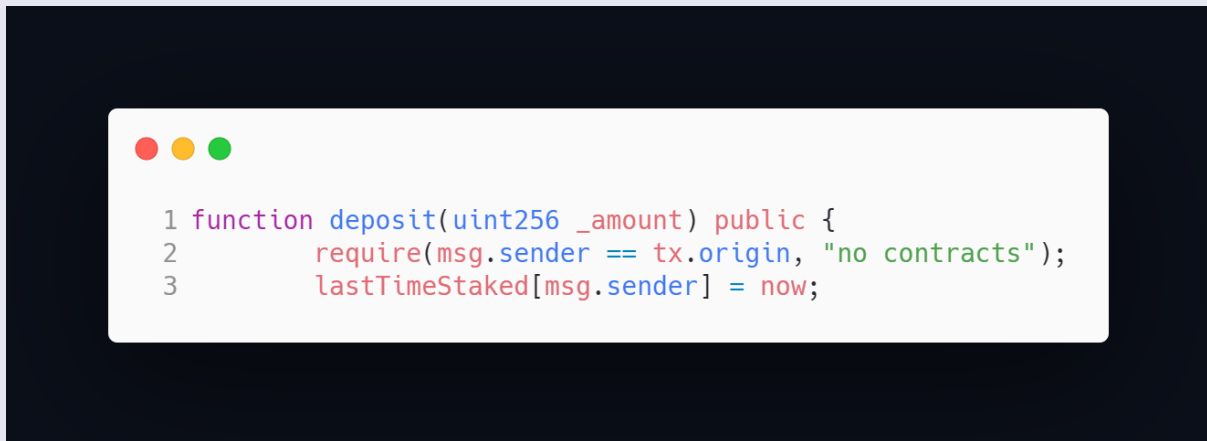 1 function deposit(uint256 _amount) public {
2 require(msg.sender == tx.origin, "no contracts");
3 lastTimeStaked[msg.sender] = now;